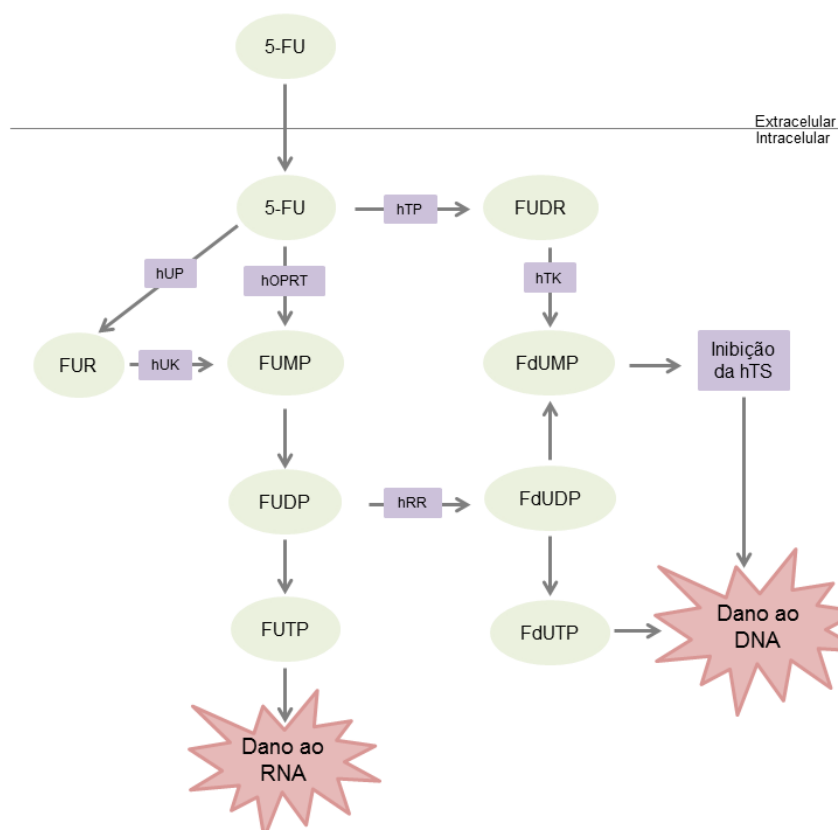 5-FU
Extracelular
Intracelular
5-FU
hTP
FUDR
hUP
hOPRT
hTK
FUR
hUK
FUMP
FdUMP
Inibição
da hTS
FUDP
hRR
FdUDP
FUTP
FdUTP
Dano ao
DNA
Dano ao
RNA